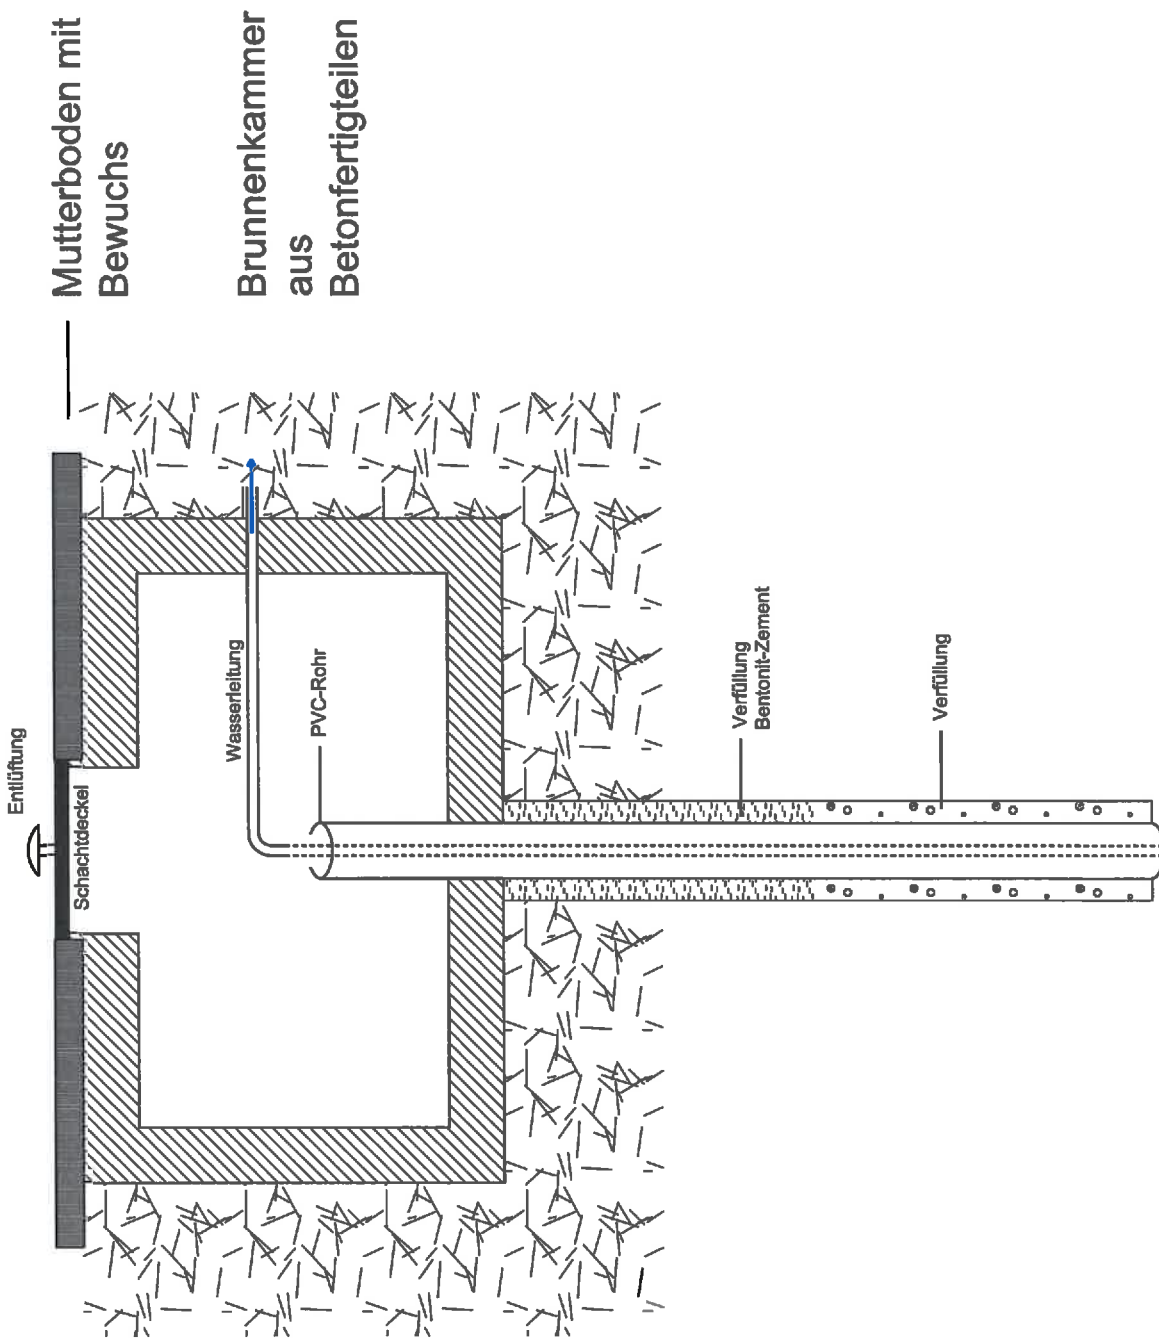 Mutterboden mit
Bewuchs
Brunnenkammer
aus
Betonfertigteilen
Entlüftung
Schachtdeckel
Wasserleitung
PVC-Rohr
Verfüllung
Bentonit-Zement
Verfüllung